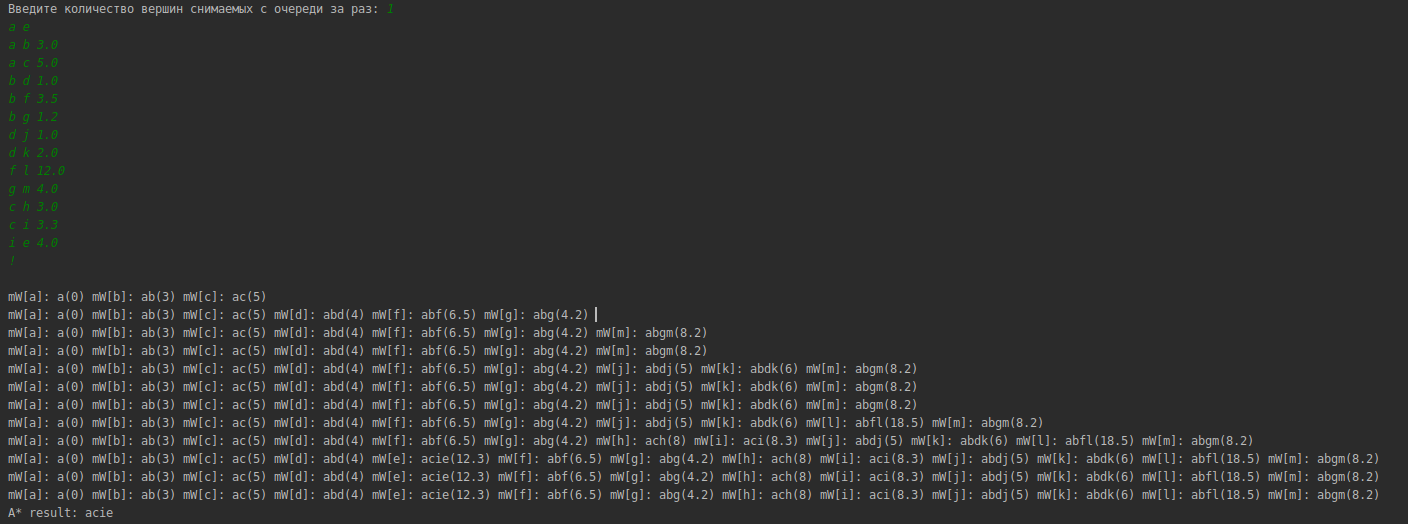 Введите количество вершин снимаемых с очереди за раз: 1
a e
a b 3.0
a c 5.0
b d 1.0
b f 3.5
b g 1.2
d j 1.0
d k 2.0
f l 12.0
g m 4.0
c h 3.0
c i 3.3
i e 4.0
!
mW[a]: a(0) mW[b]: ab(3) mW[c]: ac(5)
mW[a]: a(0) mW[b]: ab(3) mW[c]: ac(5) mW[d]: abd(4) mW[f]: abf(6.5) mW[g]: abg(4.2)
mW[a]: a(0) mW[b]: ab(3) mW[c]: ac(5) mW[d]: abd(4) mW[f]: abf(6.5) mW[g]: abg(4.2) mW[m]: abgm(8.2)
mW[a]: a(0) mW[b]: ab(3) mW[c]: ac(5) mW[d]: abd(4) mW[f]: abf(6.5) mW[g]: abg(4.2) mW[m]: abgm(8.2)
mW[a]: a(0) mW[b]: ab(3) mW[c]: ac(5) mW[d]: abd(4) mW[f]: abf(6.5) mW[g]: abg(4.2) mW[j]: abdj(5) mW[k]: abdk(6) mW[m]: abgm(8.2)
mW[a]: a(0) mW[b]: ab(3) mW[c]: ac(5) mW[d]: abd(4) mW[f]: abf(6.5) mW[g]: abg(4.2) mW[j]: abdj(5) mW[k]: abdk(6) mW[m]: abgm(8.2)
mW[a]: a(0) mW[b]: ab(3) mW[c]: ac(5) mW[d]: abd(4) mW[f]: abf(6.5) mW[g]: abg(4.2) mW[j]: abdj(5) mW[k]: abdk(6) mW[m]: abgm(8.2)
mW[a]: a(0) mW[b]: ab(3) mW[c]: ac(5) mW[d]: abd(4) mW[f]: abf(6.5) mW[g]: abg(4.2) mW[j]: abdj(5) mW[k]: abdk(6) mW[l]: abfl(18.5) mW[m]: abgm(8.2)
mW[a]: a(0) mW[b]: ab(3) mW[c]: ac(5) mW[d]: abd(4) mW[f]: abf(6.5) mW[g]: abg(4.2) mW[h]: ach(8) mW[i]: aci(8.3) mW[j]: abdj(5) mW[k]: abdk(6) mW[l]: abfl(18.5) mW[m]: abgm(8.2)
mW[a]: a(0) mW[b]: ab(3) mW[c]: ac(5) mW[d]: abd(4) mW[e]: acie(12.3) mW[f]: abf(6.5) mW[g]: abg(4.2) mW[h]: ach(8) mW[i]: aci(8.3) mW[j]: abdj(5) mW[k]: abdk(6) mW[l]: abfl(18.5) mW[m]: abgm(8.2)
mW[a]: a(0) mW[b]: ab(3) mW[c]: ac(5) mW[d]: abd(4) mW[e]: acie(12.3) mW[f]: abf(6.5) mW[g]: abg(4.2) mW[h]: ach(8) mW[i]: aci(8.3) mW[j]: abdj(5) mW[k]: abdk(6) mW[l]: abfl(18.5) mW[m]: abgm(8.2)
mW[a]: a(0) mW[b]: ab(3) mW[c]: ac(5) mW[d]: abd(4) mW[e]: acie(12.3) mW[f]: abf(6.5) mW[g]: abg(4.2) mW[h]: ach(8) mW[i]: aci(8.3) mW[j]: abdj(5) mW[k]: abdk(6) mW[l]: abfl(18.5) mW[m]: abgm(8.2)
A* result: acie